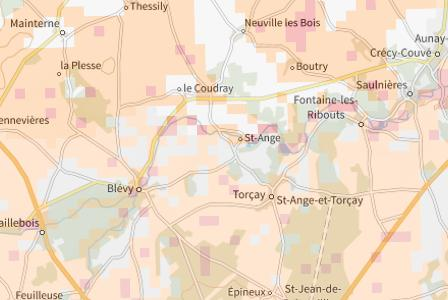 Thessily
Mainterne
Neuville les Bois
Aunay-
Crécy-Couvé
la Plesse
Boutry
Saulnières
le Coudray
Fontaine-les-
Ribouts
ennevières
St-Ange
Blévy
Torçay
St-Ange-et-Torçay
aillebois
Feuilleuse
Épineux
St-Jean-de-